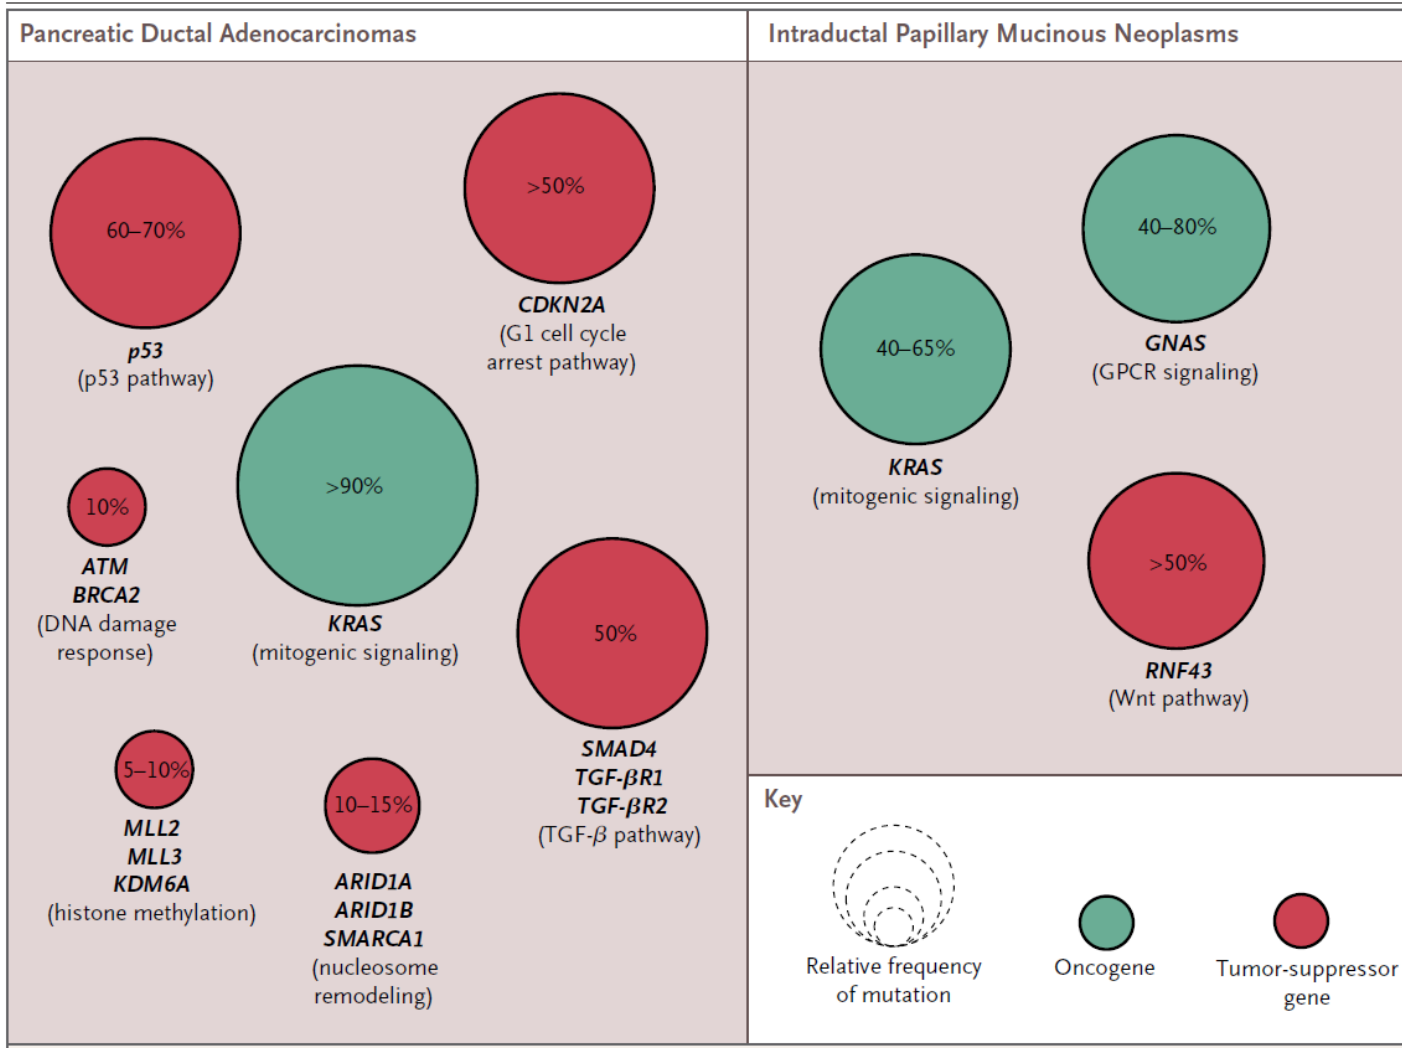 Pancreatic Ductal Adenocarcinomas
60–70%
p53
(p53 pathway)
>50%
CDKN2A
(G1 cell cycle
arrest pathway)
10%
ATM
BRCA2
(DNA damage
response)
>90%
KRAS
(mitogenic signaling)
50%
SMAD4
TGF-βR1
TGF-βR2
(TGF-β pathway)
5–10%
MLL2
MLL3
KDM6A
(histone methylation)
10–15%
ARID1A
ARID1B
SMARCA1
(nucleosome
remodeling)
Intraductal Papillary Mucinous Neoplasms
40–80%
GNAS
(GPCR signaling)
40–65%
KRAS
(mitogenic signaling)
>50%
RNF43
(Wnt pathway)
Key
Relative frequency
of mutation
Oncogene
Tumor-suppressor
gene